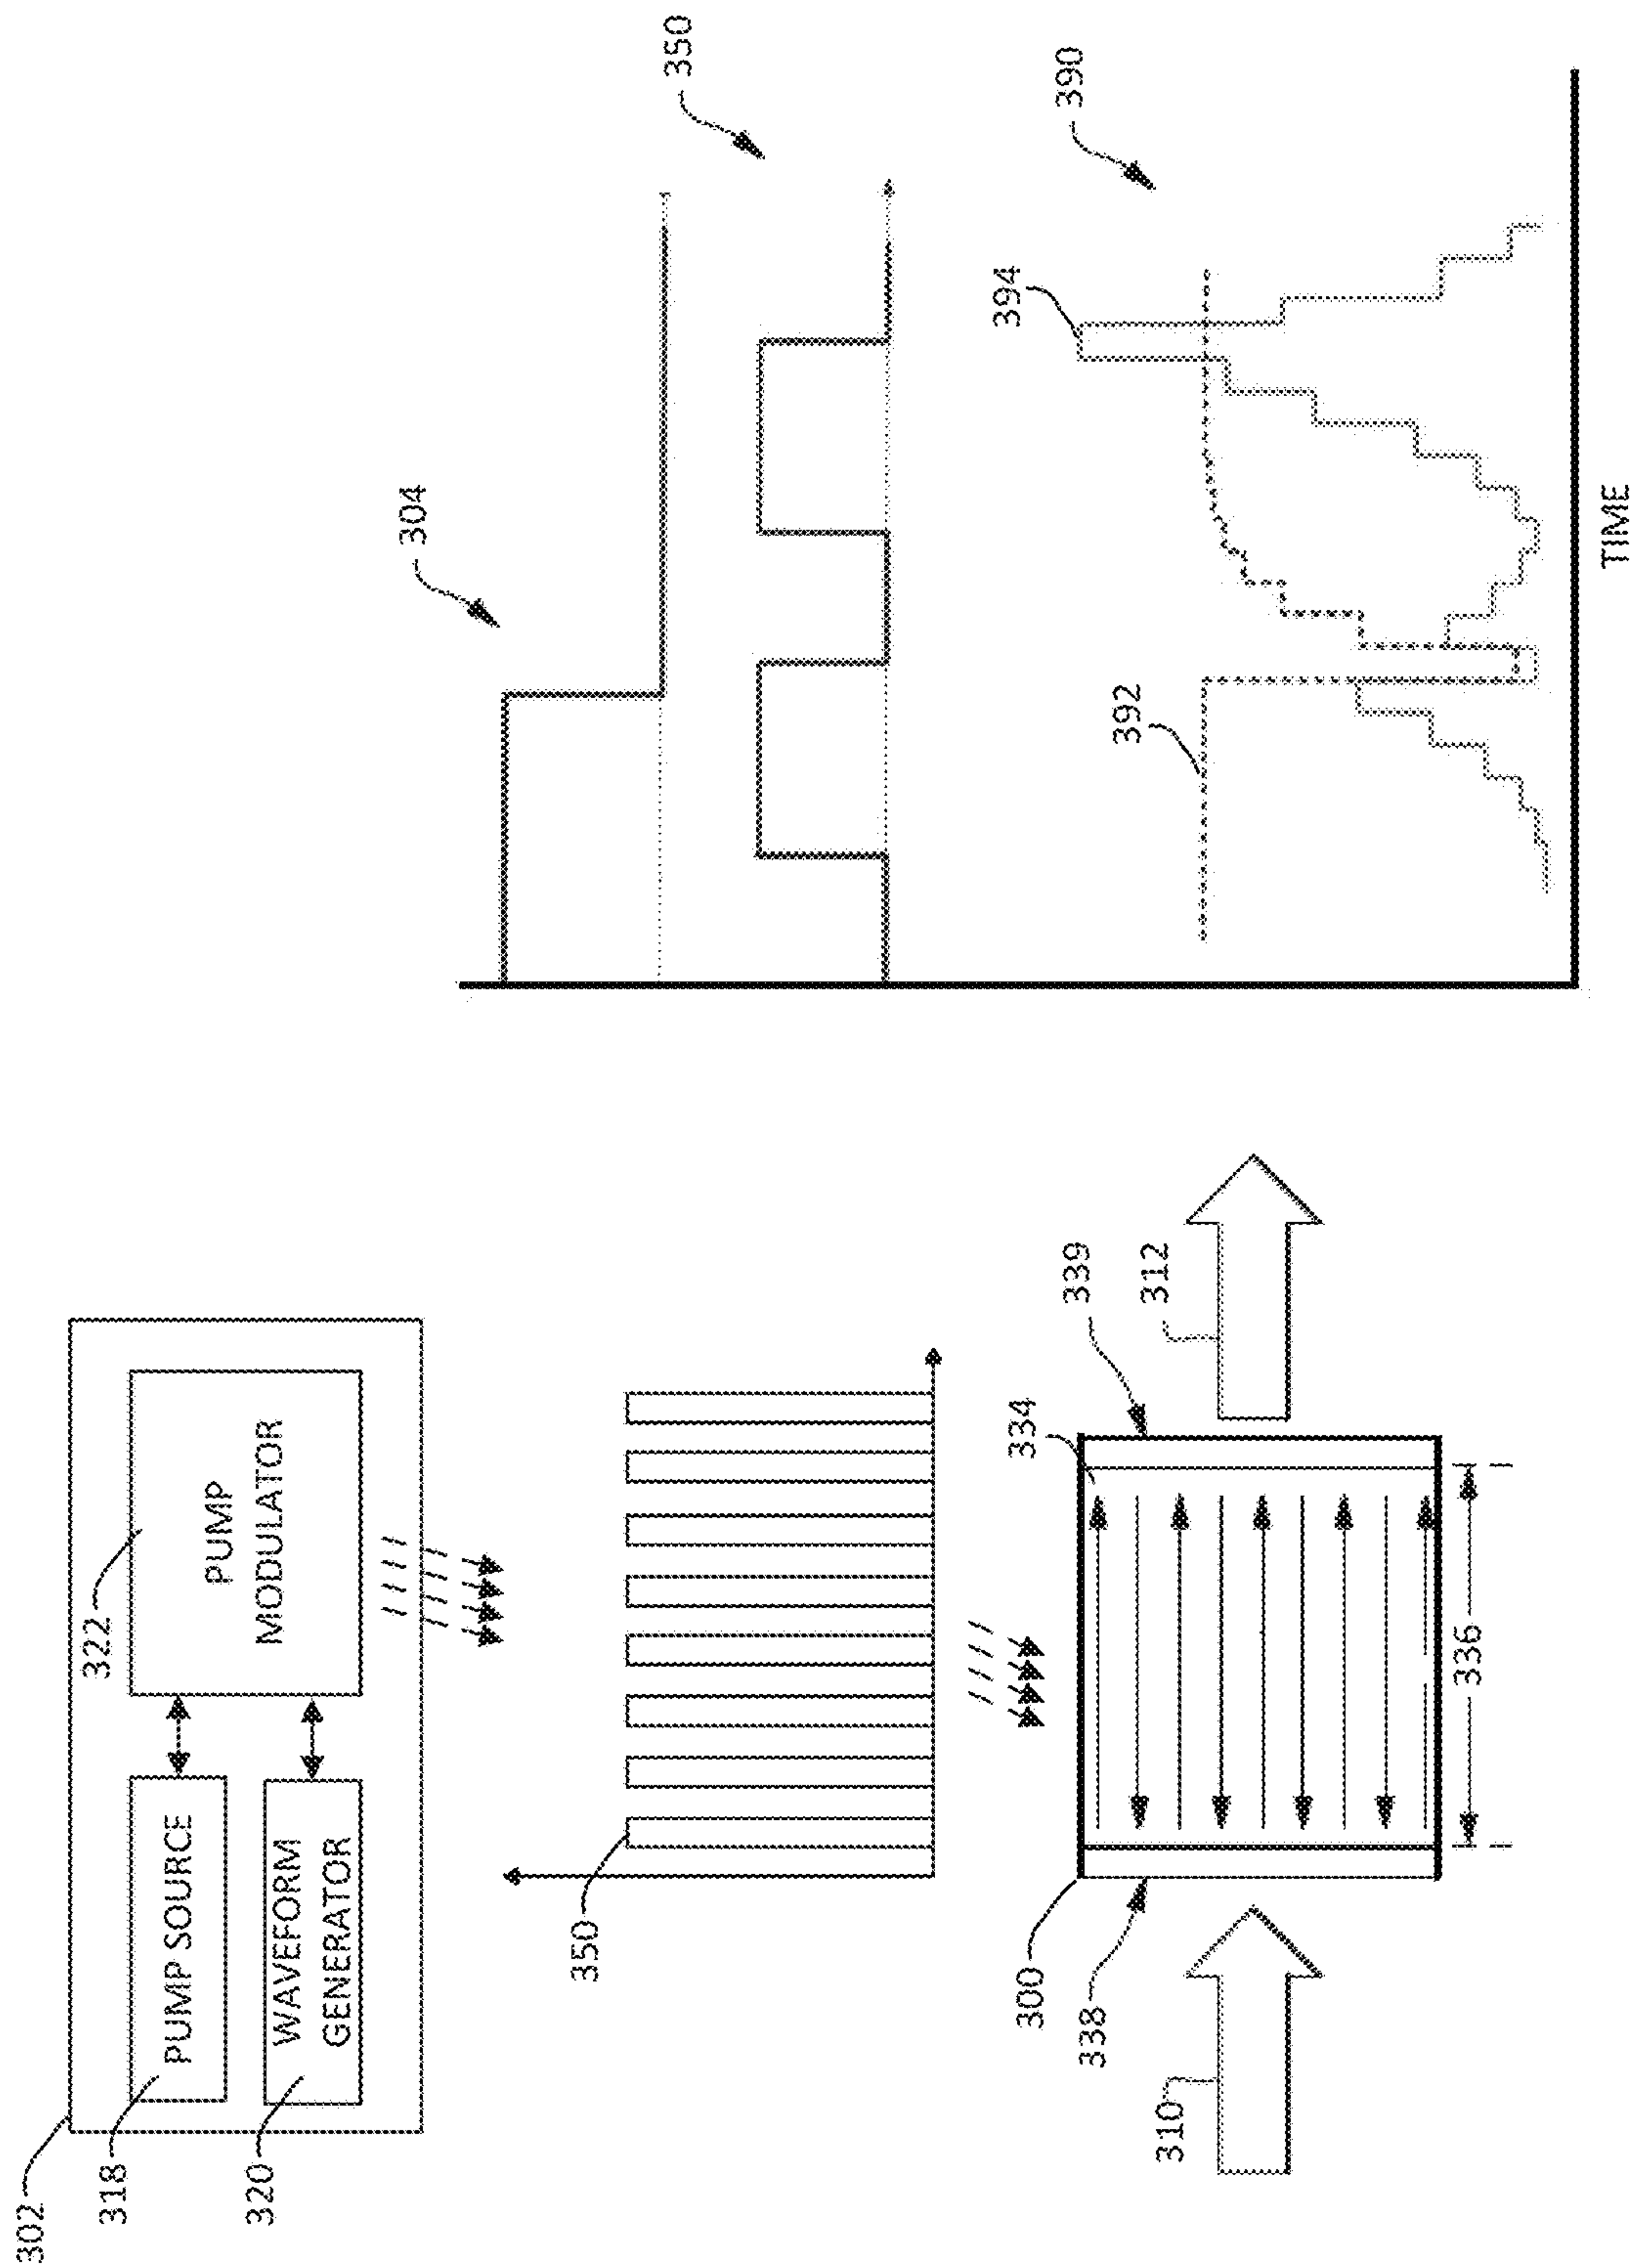 302
318
PUMP SOURCE
320
WAVEFORM
GENERATOR
322
PUMP
MODULATOR
350
300
338
310
334
339
312
336
304
350
390
394
392
TIME